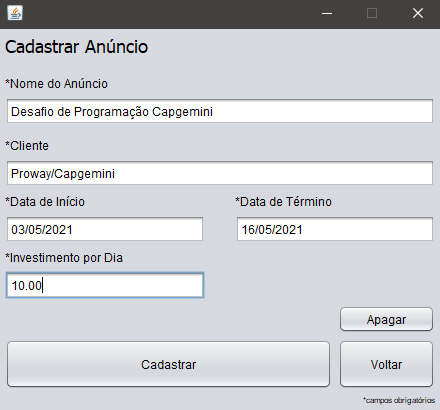 Cadastrar Anúncio
*Nome do Anúncio
Desafio de Programação Capgemini
*Cliente
Proway/Capgemini
*Data de Início *Data de Término
03/05/2021 16/05/2021
*Investimento por Dia
10.00
Apagar
Cadastrar Voltar
*campos obrigatórios